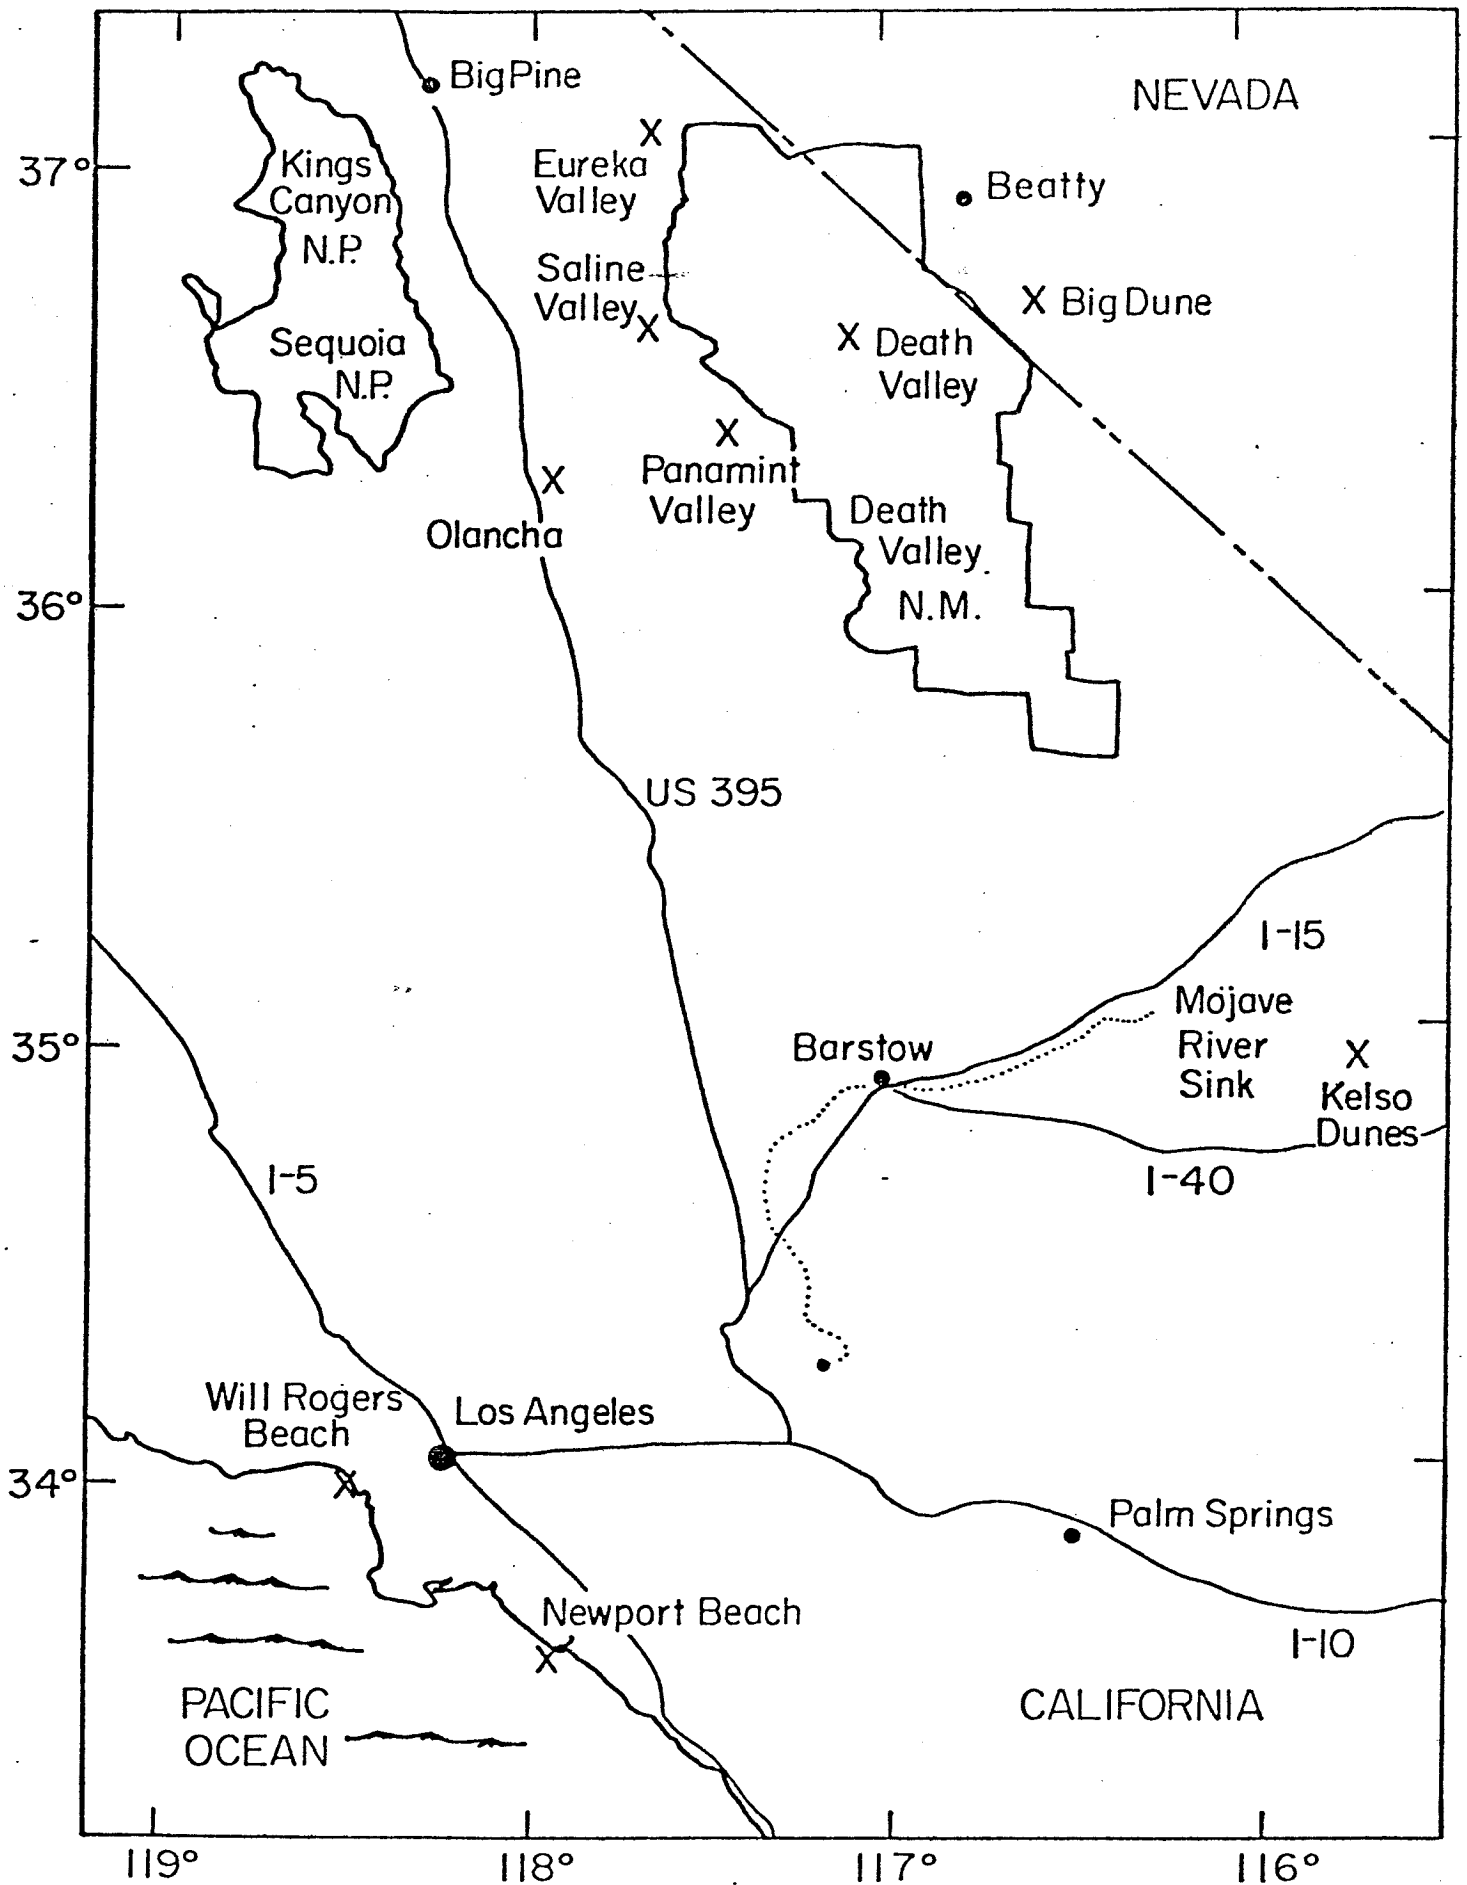 BigPine
NEVADA
37°
Kings
Canyon
N.P.
Eureka
Valley
Beatty
Saline
Valley
X Big Dune
Sequoia
N.P.
X Death
Valley
X
Panamint
Valley
X
Olancha
Death
Valley
N.M.
36°
US 395
I-15
Mojave
River
Sink
35°
Barstow
X
Kelso
Dunes
I-5
I-40
Will Rogers
Beach
Los Angeles
34°
X
Palm Springs
Newport Beach
X
I-10
PACIFIC
OCEAN
CALIFORNIA
119°
118°
117°
116°